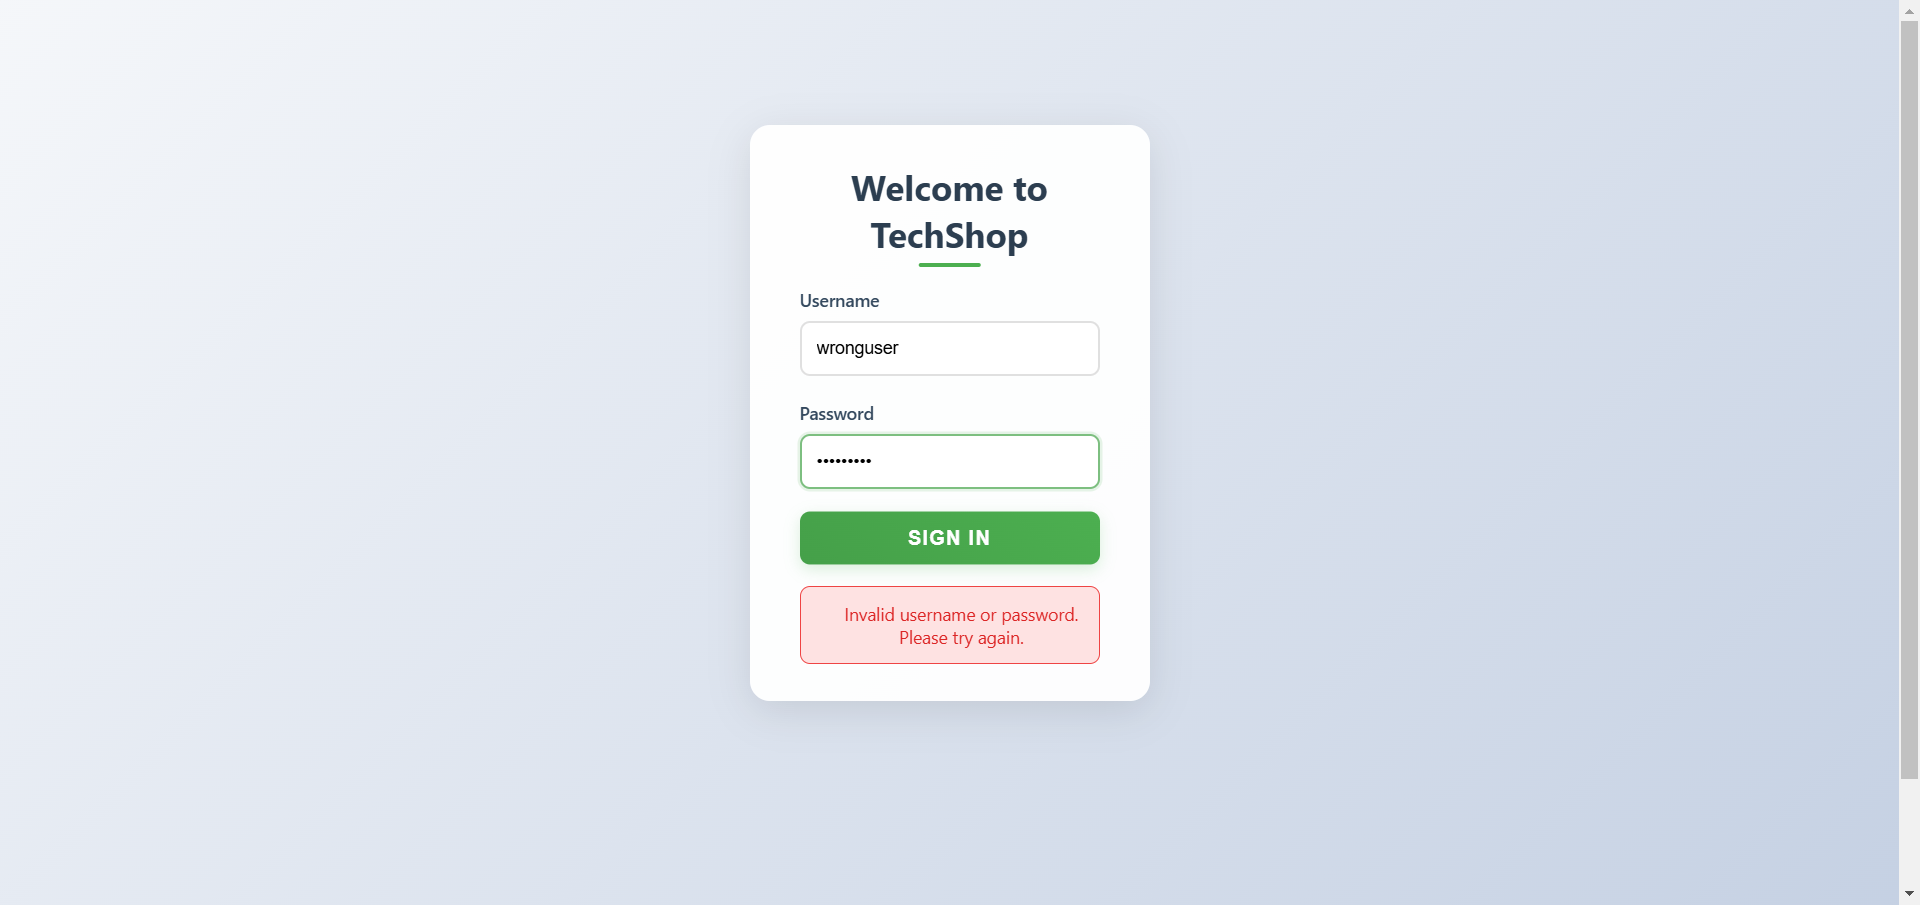 Welcome to
TechShop
Username
wronguser
Password
•••••••••
SIGN IN
Invalid username or password.
Please try again.